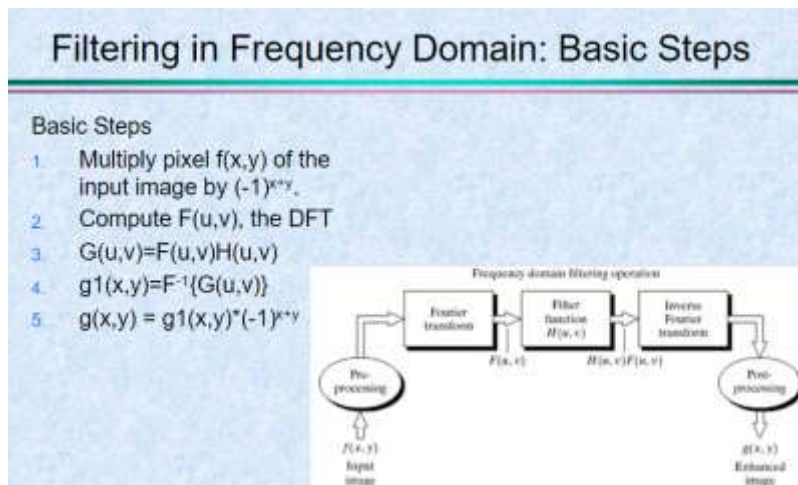 Filtering in Frequency Domain: Basic Steps
Basic Steps
1. Multiply pixel f(x,y) of the
input image by (-1)ˣ⁺ʸ.
2. Compute F(u,v), the DFT
3. G(u,v)=F(u,v)H(u,v)
4. g1(x,y)=F⁻¹{G(u,v)}
5. g(x,y) = g1(x,y)*(-1)ˣ⁺ʸ
Frequency domain filtering operation
Fourier
transform
Filter
function
H(u, v)
Inverse
Fourier
transform
F(u, v)
H(u, v)F(u, v)
Pre-
processing
Post-
processing
f(x, y)
Input
image
g(x, y)
Enhanced
image